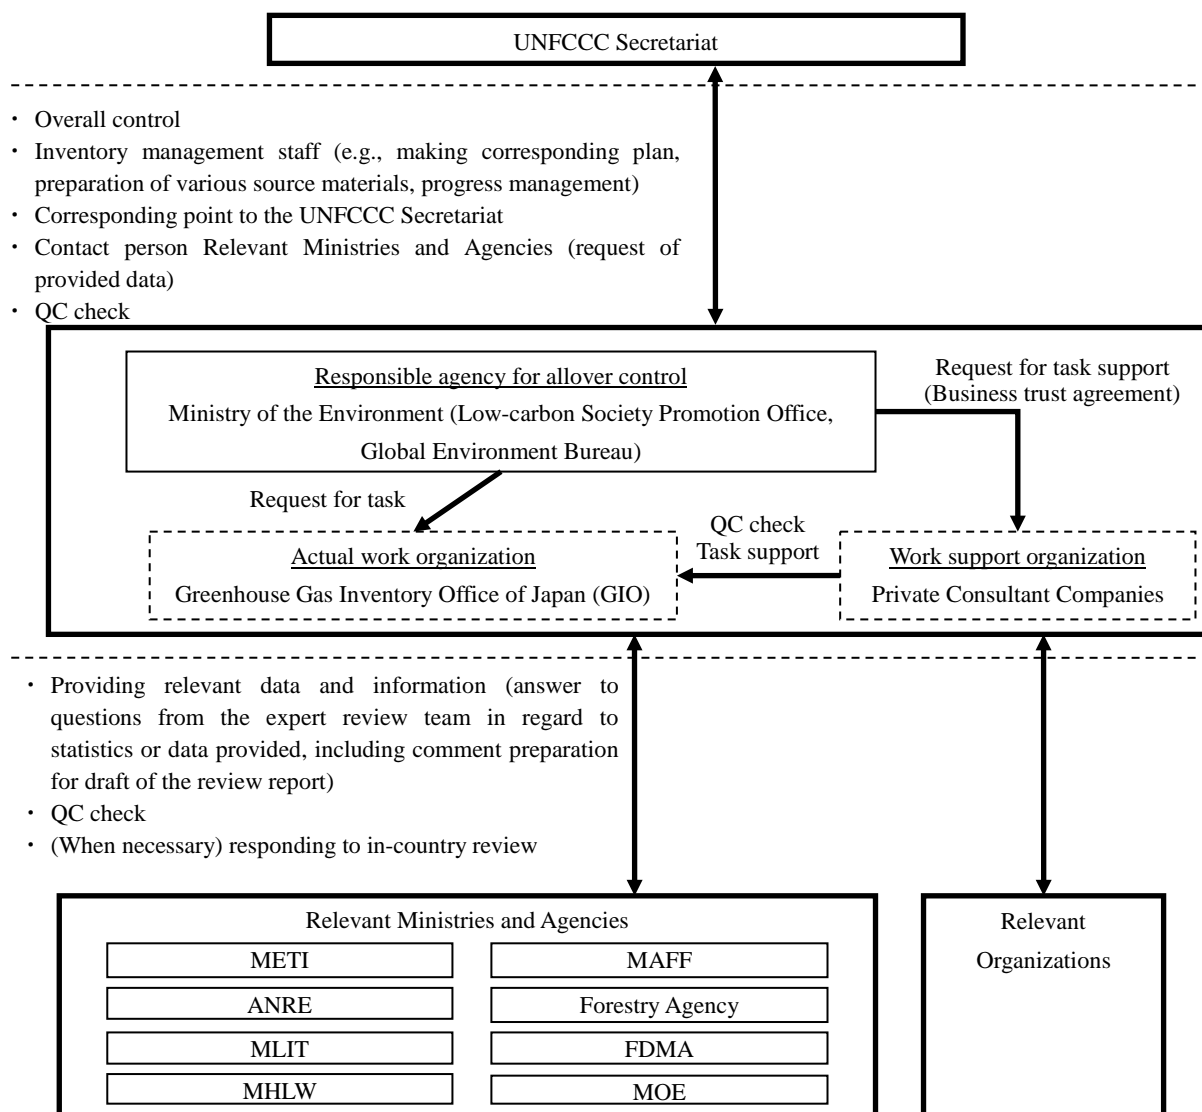 UNFCCC Secretariat
・ Overall control
・ Inventory management staff (e.g., making corresponding plan,
preparation of various source materials, progress management)
・ Corresponding point to the UNFCCC Secretariat
・ Contact person Relevant Ministries and Agencies (request of
provided data)
・ QC check
Responsible agency for allover control
Ministry of the Environment (Low-carbon Society Promotion Office,
Global Environment Bureau)
Request for task support
(Business trust agreement)
Request for task
QC check
Task support
Actual work organization
Greenhouse Gas Inventory Office of Japan (GIO)
Work support organization
Private Consultant Companies
・ Providing relevant data and information (answer to
questions from the expert review team in regard to
statistics or data provided, including comment preparation
for draft of the review report)
・ QC check
・ (When necessary) responding to in-country review
Relevant Ministries and Agencies
METI
MAFF
ANRE
Forestry Agency
MLIT
FDMA
MHLW
MOE
Relevant
Organizations